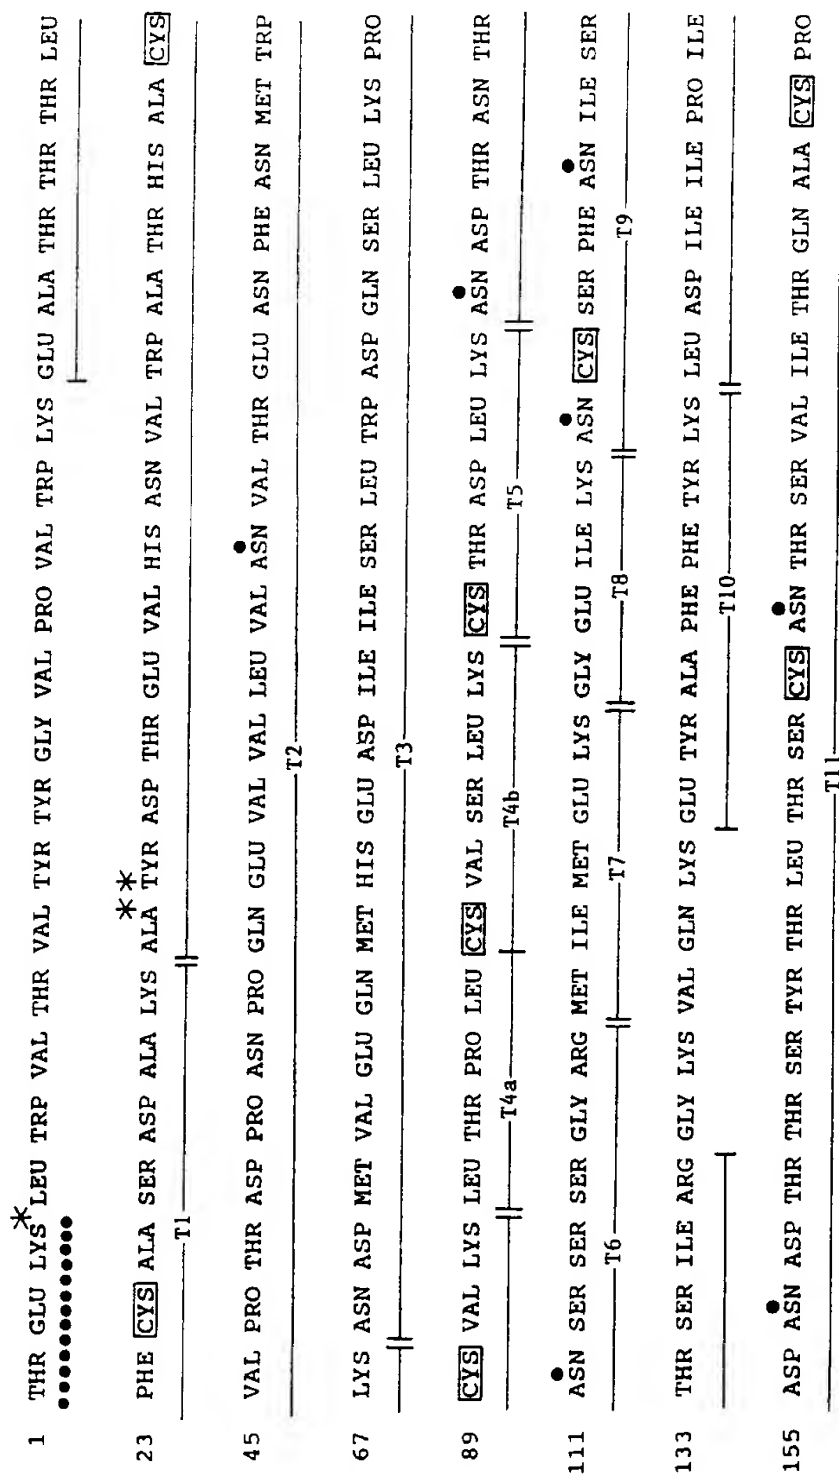 1 THR GLU LYS LEU TRP VAL THR VAL TYR TYR GLY VAL PRO VAL TRP LYS GLU ALA THR THR THR LEU
23 PHE CYS ALA SER ASP ALA LYS ALA TYR ASP THR GLU VAL HIS ASN VAL TRP ALA THR HIS ALA CYS
T1
45 VAL PRO THR ASP PRO ASN PRO GLN GLU VAL VAL LEU VAL ASN VAL THR GLU ASN PHE ASN MET TRP
T2
67 LYS ASN ASP MET VAL GLU GLN MET HIS GLU ASP ILE ILE SER LEU TRP ASP GLN SER LEU LYS PRO
T3
89 CYS VAL LYS LEU THR PRO LEU CYS VAL SER LEU LYS CYS THR ASP LEU LYS ASN ASP THR ASN THR
T4a T4b T5
111 ASN SER SER SER GLY ARG MET ILE MET GLU LYS GLY GLU ILE LYS ASN CYS SER PHE ASN ILE SER
T6 T7 T8 T9
133 THR SER ILE ARG GLY LYS VAL GLN LYS GLU TYR ALA PHE PHE TYR LYS LEU ASP ILE ILE PRO ILE
T10
155 ASP ASN ASP THR THR SER TYR THR LEU THR SER CYS ASN THR SER VAL ILE THR GLN ALA CYS PRO
T11